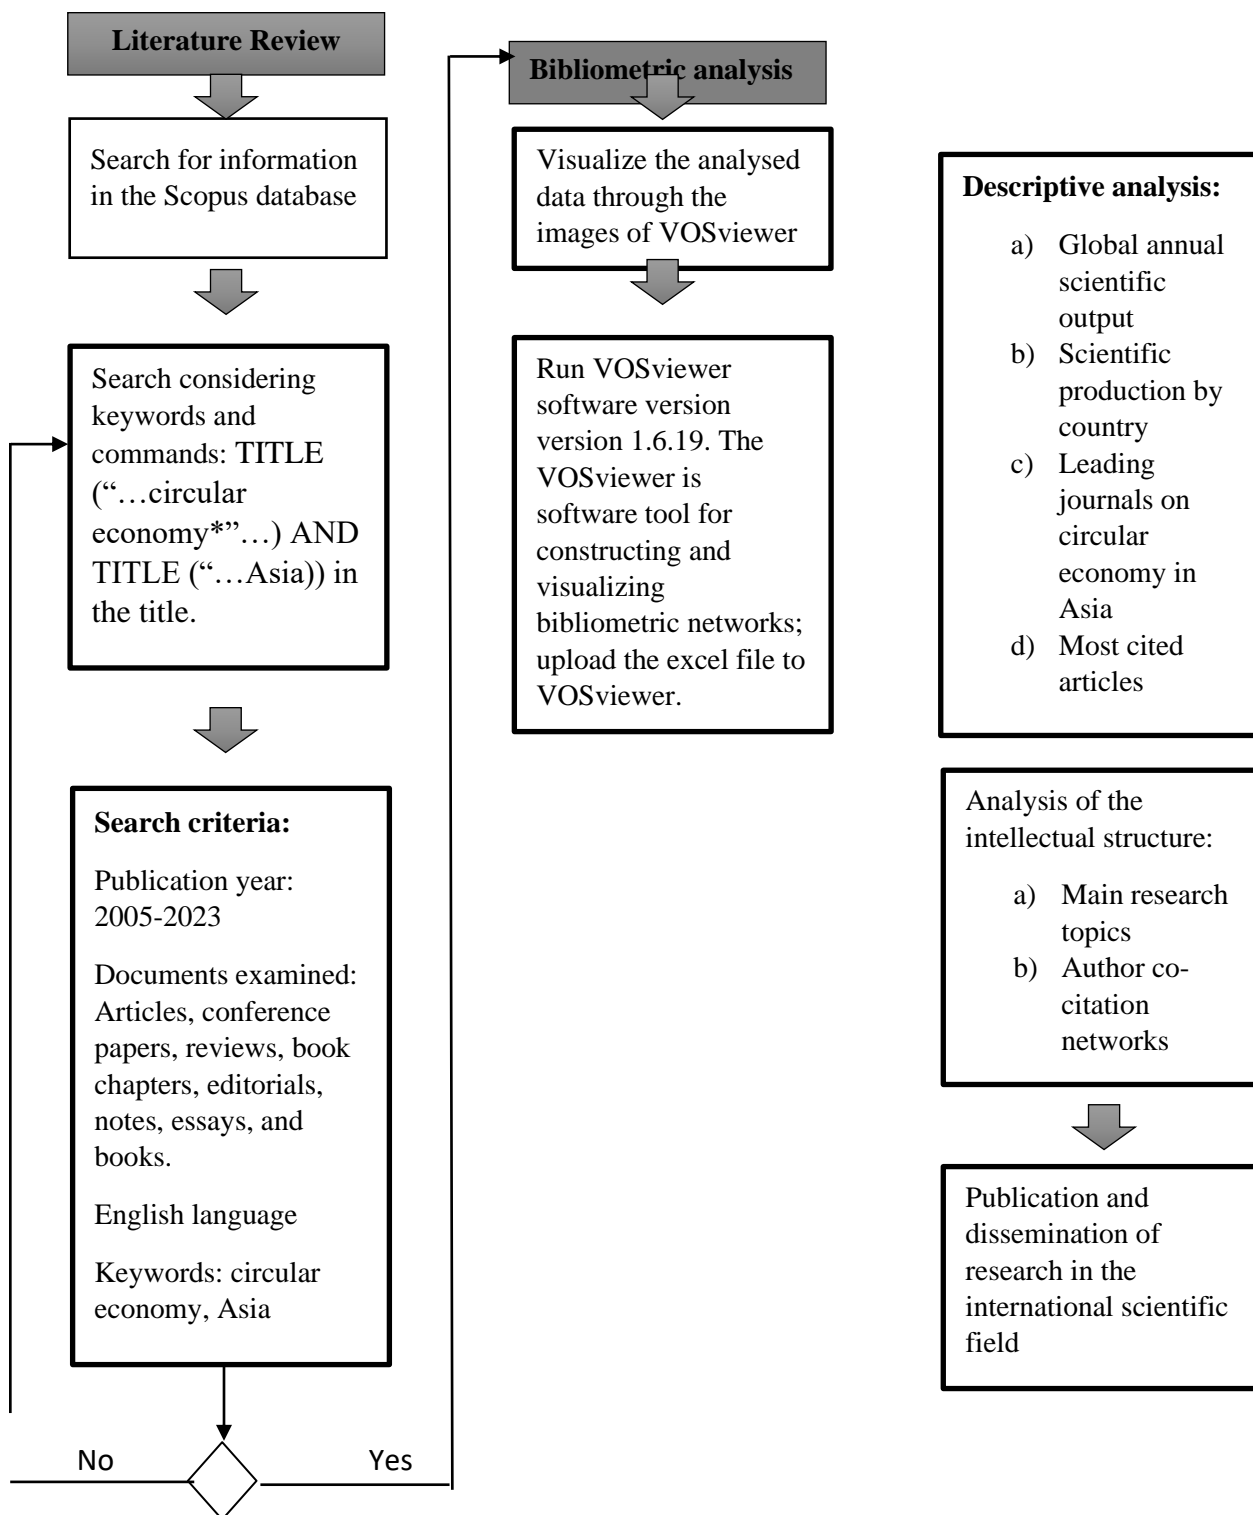 Literature Review
Search for information
in the Scopus database
Search considering
keywords and
commands: TITLE
(“…circular
economy*”…) AND
TITLE (“…Asia)) in
the title.
Search criteria:
Publication year:
2005-2023
Documents examined:
Articles, conference
papers, reviews, book
chapters, editorials,
notes, essays, and
books.
English language
Keywords: circular
economy, Asia
No
Yes
Bibliometric analysis
Visualize the analysed
data through the
images of VOSviewer
Run VOSviewer
software version
version 1.6.19. The
VOSviewer is
software tool for
constructing and
visualizing
bibliometric networks;
upload the excel file to
VOSviewer.
Descriptive analysis:
a) Global annual
scientific
output
b) Scientific
production by
country
c) Leading
journals on
circular
economy in
Asia
d) Most cited
articles
Analysis of the
intellectual structure:
a) Main research
topics
b) Author co-
citation
networks
Publication and
dissemination of
research in the
international scientific
field